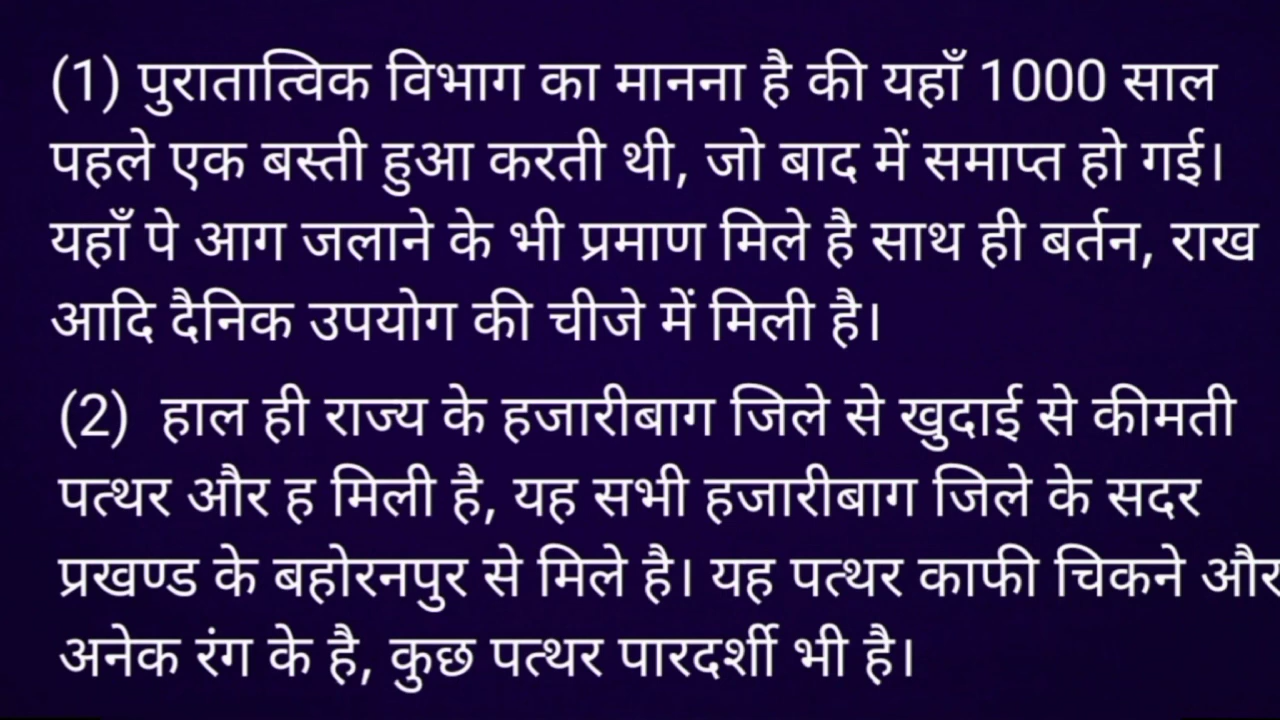 (1) पुरातात्विक विभाग का मानना है की यहाँ 1000 साल
पहले एक बस्ती हुआ करती थी, जो बाद में समाप्त हो गई।
यहाँ पे आग जलाने के भी प्रमाण मिले है साथ ही बर्तन, राख
आदि दैनिक उपयोग की चीजे में मिली है।
(2) हाल ही राज्य के हजारीबाग जिले से खुदाई से कीमती
पत्थर और ह मिली है, यह सभी हजारीबाग जिले के सदर
प्रखण्ड के बहोरनपुर से मिले है। यह पत्थर काफी चिकने और
अनेक रंग के है, कुछ पत्थर पारदर्शी भी है।